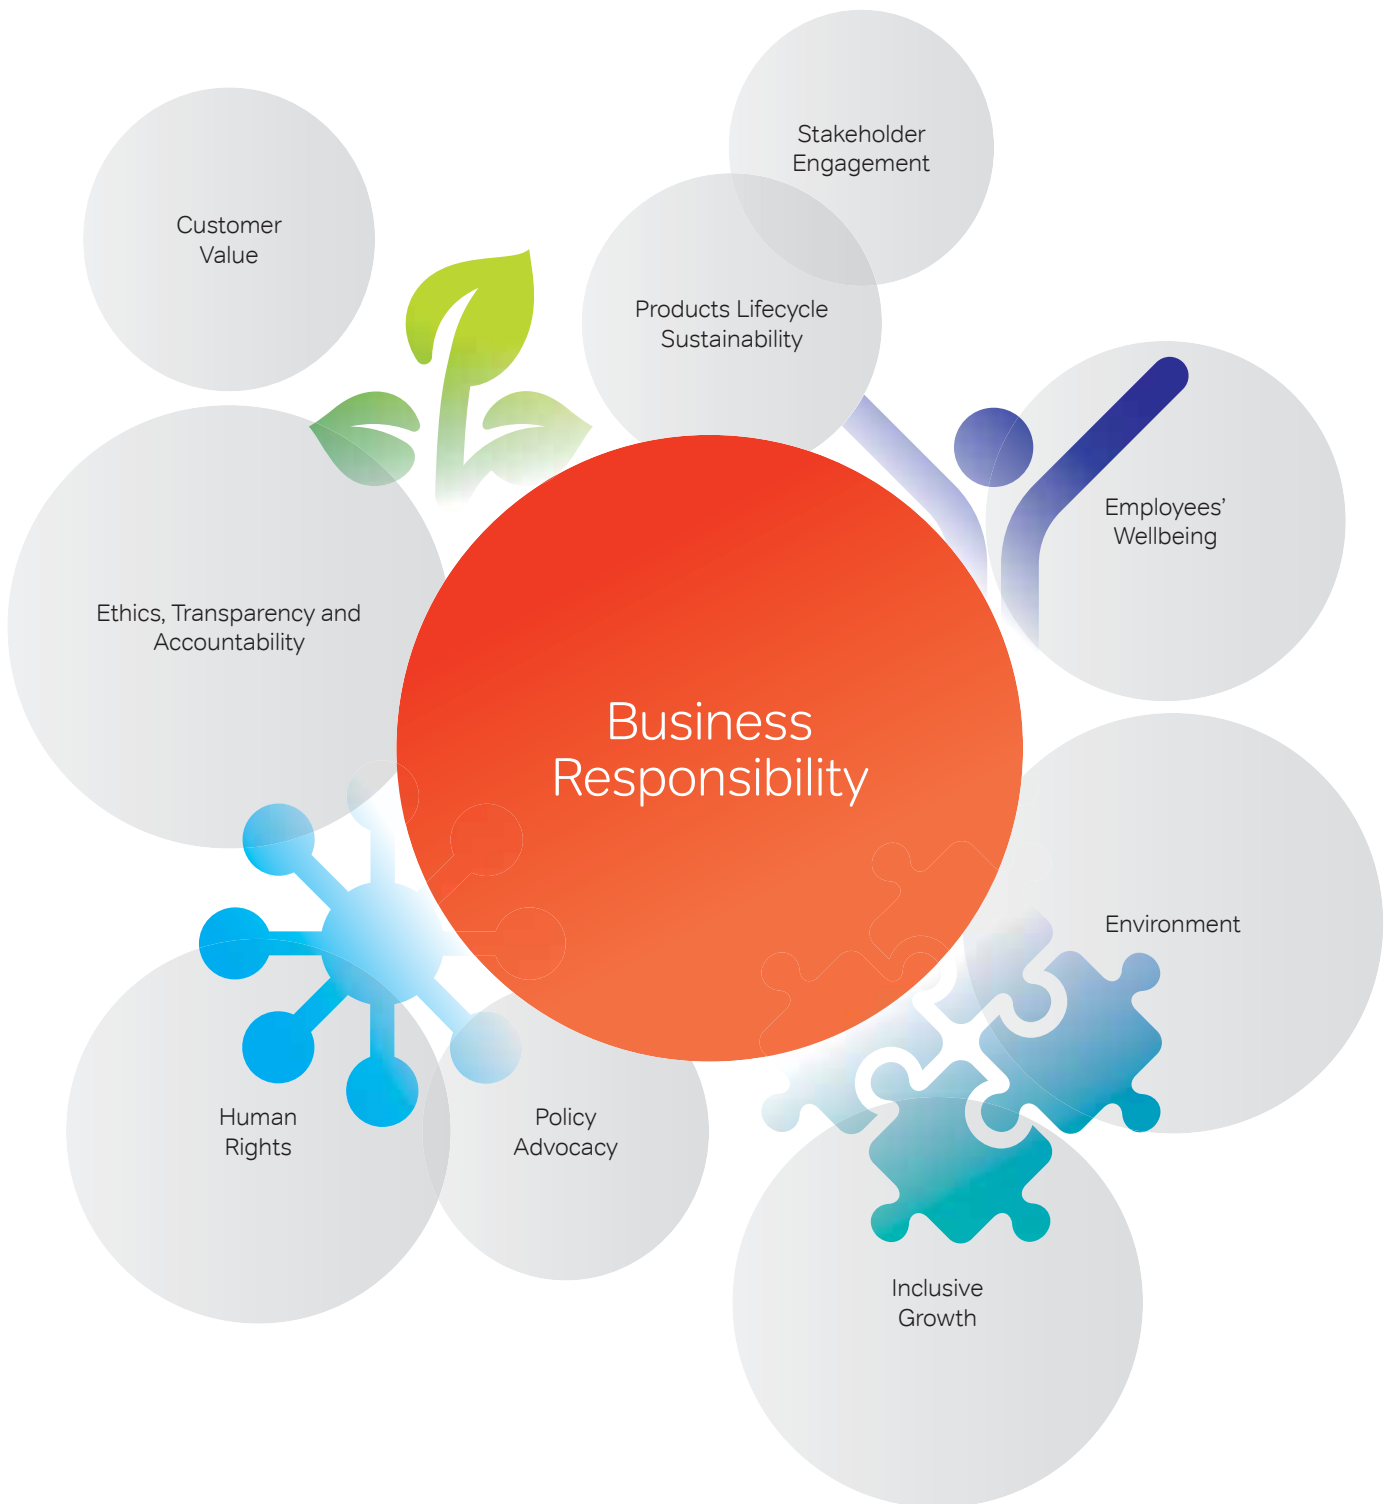 Stakeholder
Engagement
Customer
Value
Products Lifecycle
Sustainability
Employees’
Wellbeing
Ethics, Transparency and
Accountability
Business
Responsibility
Environment
Human
Rights
Policy
Advocacy
Inclusive
Growth